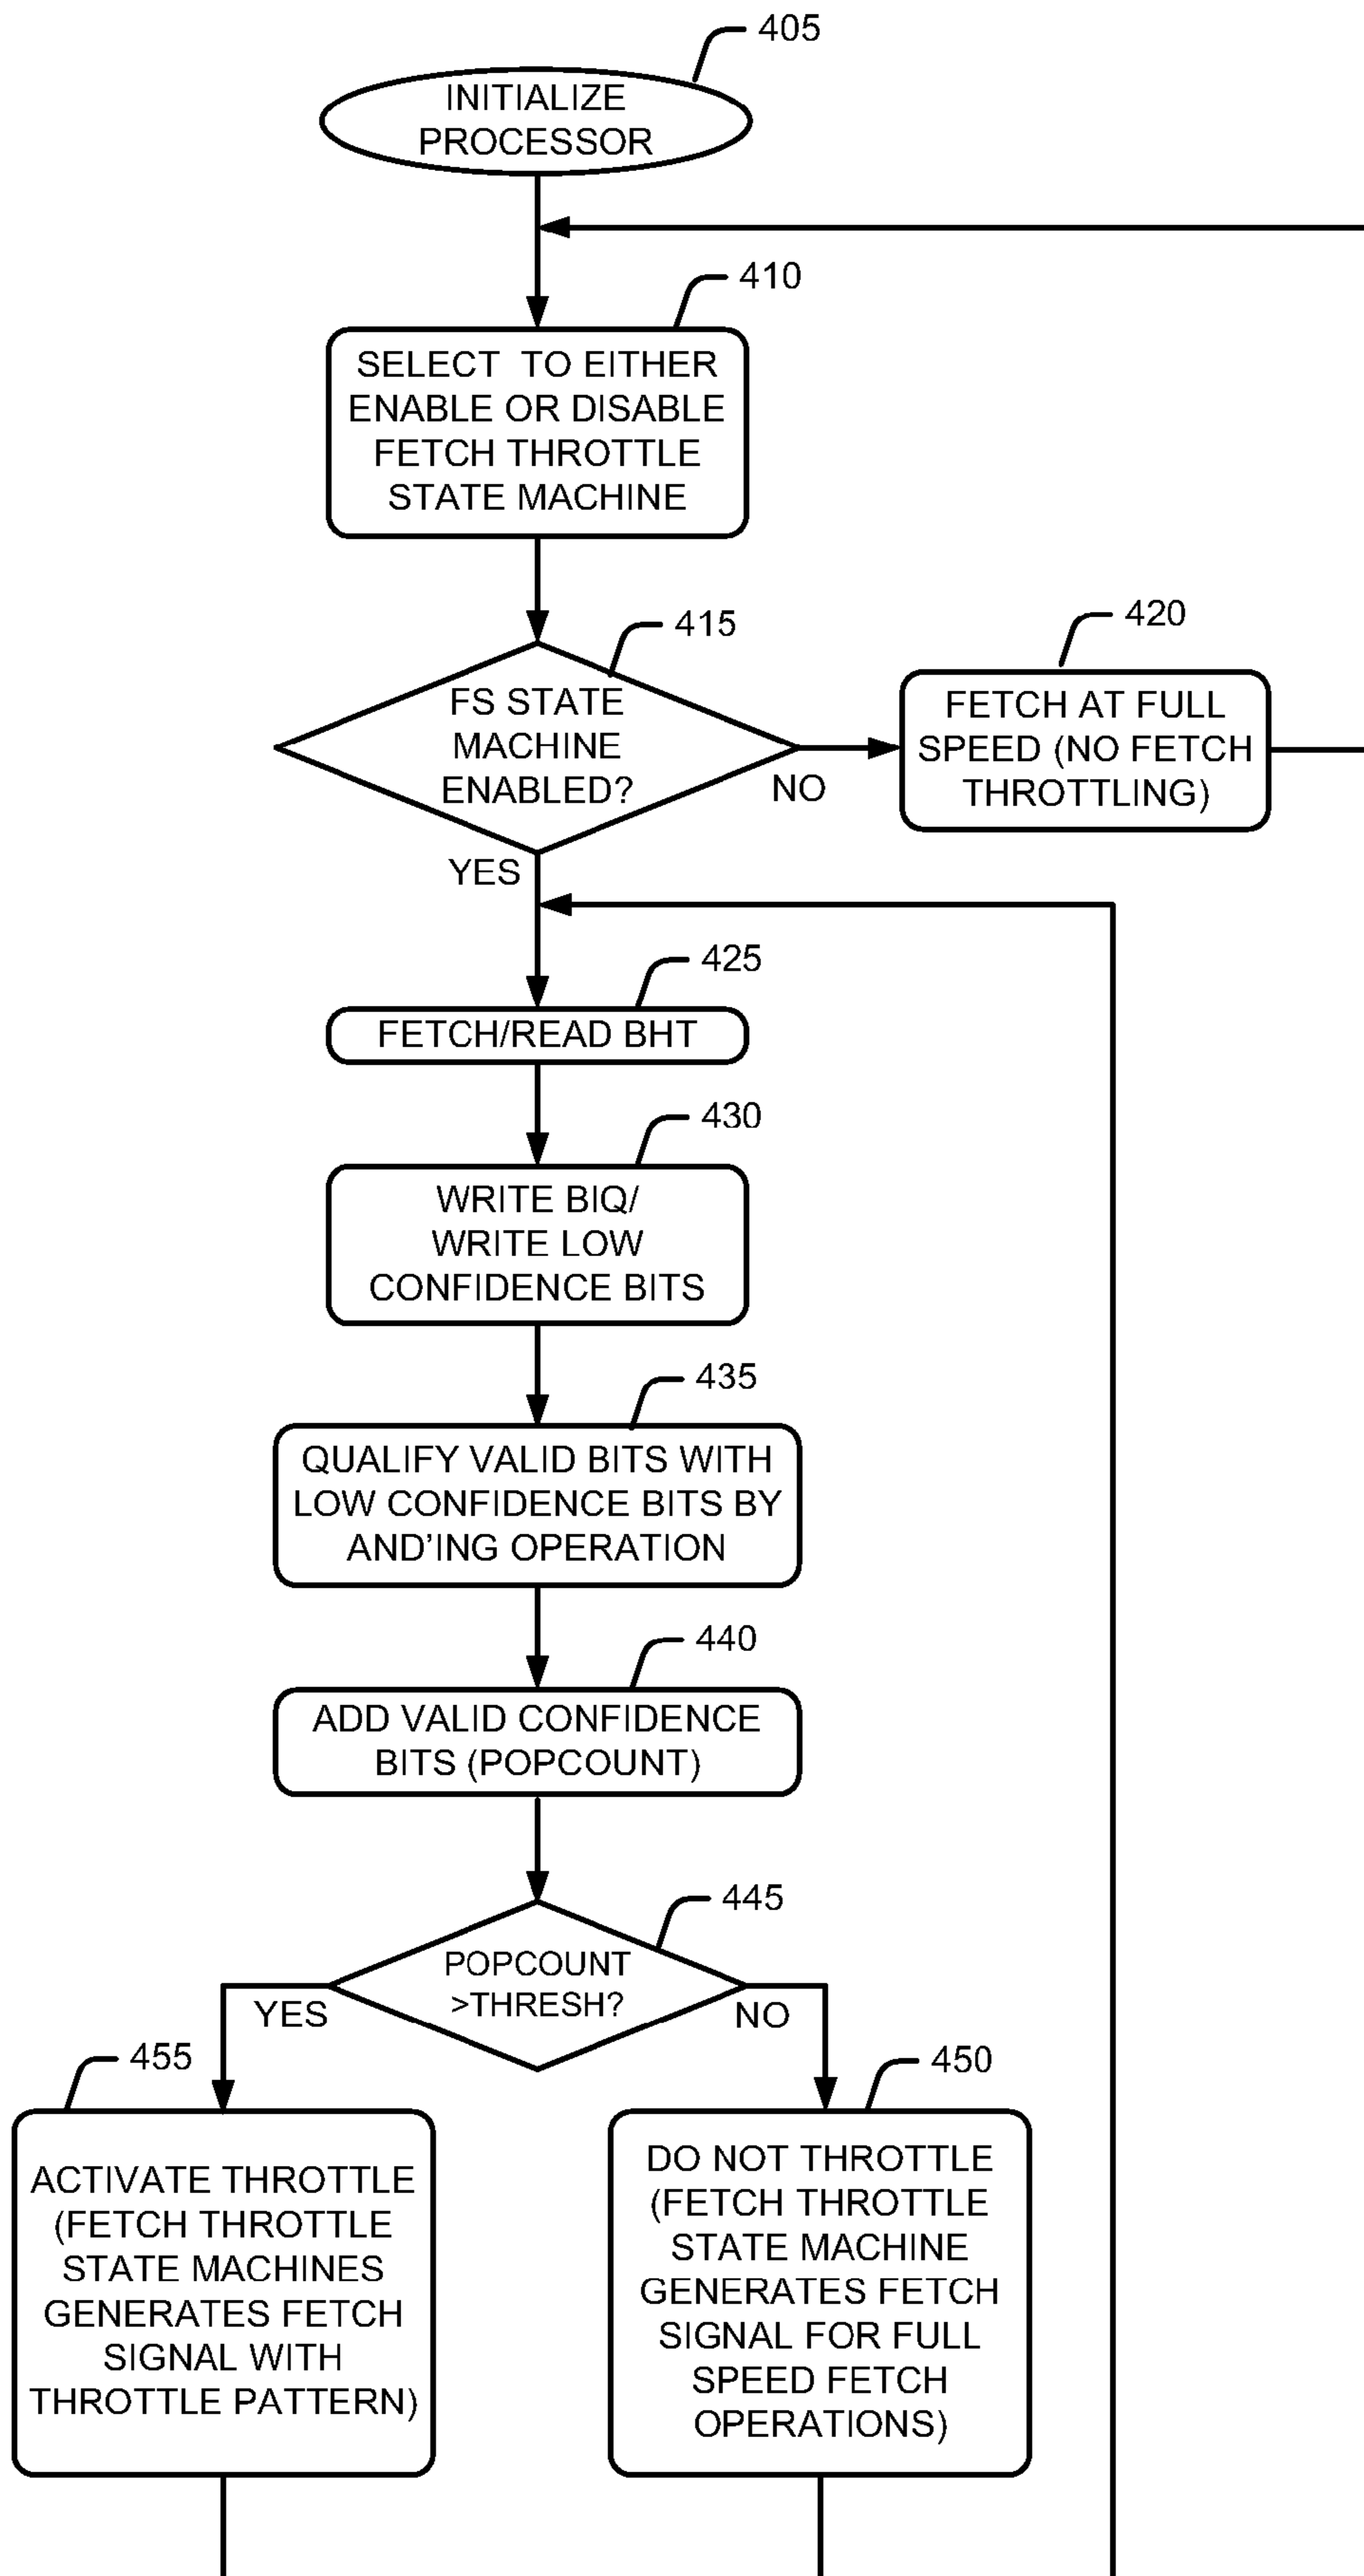 405
INITIALIZE
PROCESSOR
410
SELECT TO EITHER
ENABLE OR DISABLE
FETCH THROTTLE
STATE MACHINE
415
FS STATE
MACHINE
ENABLED?
NO
YES
420
FETCH AT FULL
SPEED (NO FETCH
THROTTLING)
425
FETCH/READ BHT
430
WRITE BIQ/
WRITE LOW
CONFIDENCE BITS
435
QUALIFY VALID BITS WITH
LOW CONFIDENCE BITS BY
AND'ING OPERATION
440
ADD VALID CONFIDENCE
BITS (POPCOUNT)
445
POPCOUNT
>THRESH?
YES
NO
455
ACTIVATE THROTTLE
(FETCH THROTTLE
STATE MACHINES
GENERATES FETCH
SIGNAL WITH
THROTTLE PATTERN)
450
DO NOT THROTTLE
(FETCH THROTTLE
STATE MACHINE
GENERATES FETCH
SIGNAL FOR FULL
SPEED FETCH
OPERATIONS)